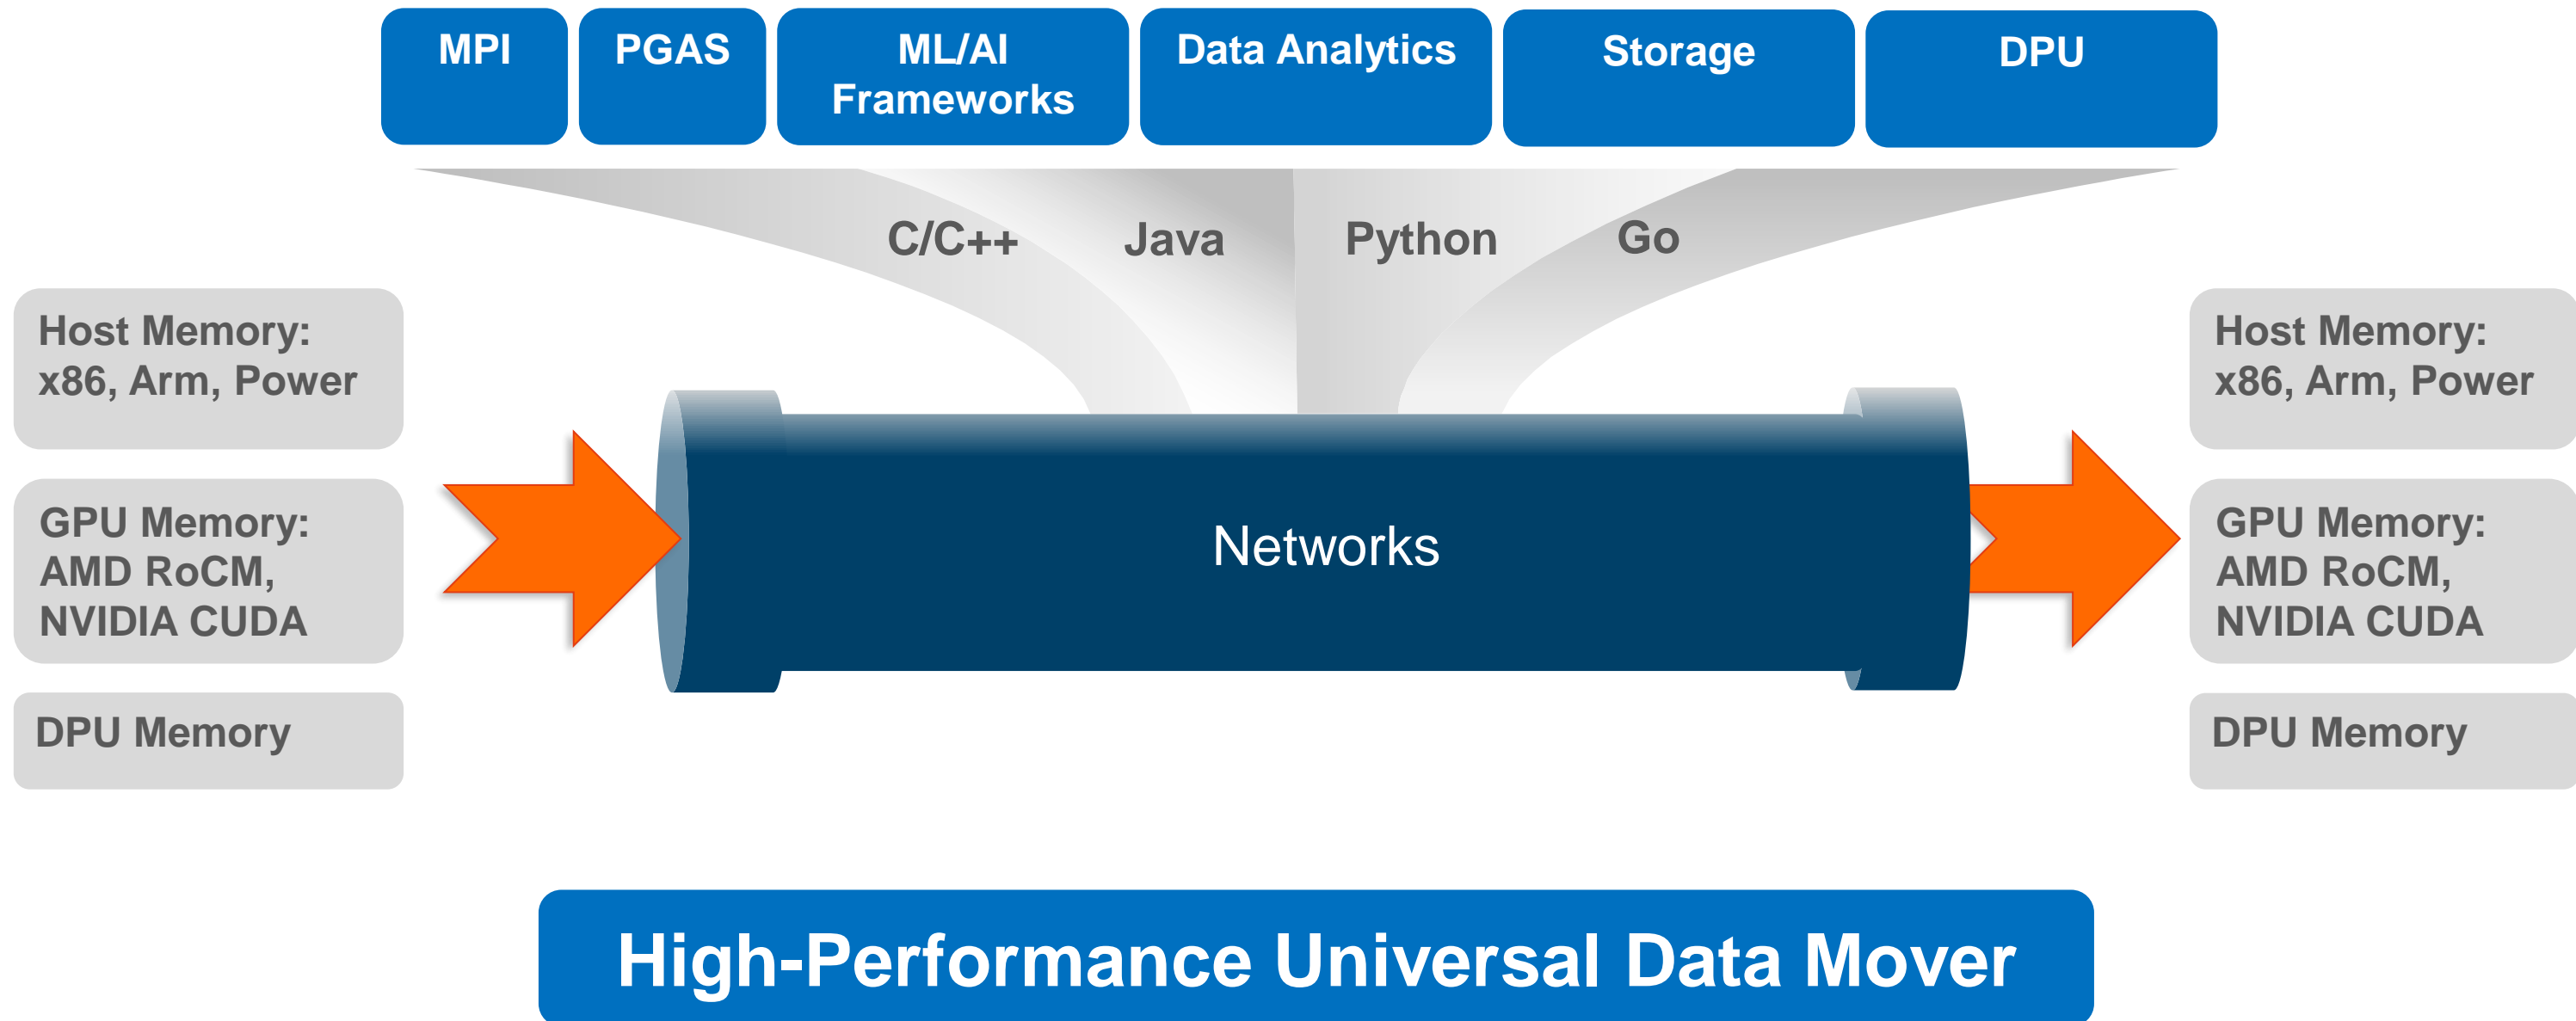 MPI
PGAS
ML/AI
Frameworks
Data Analytics
Storage
DPU
C/C++
Java
Python
Go
Host Memory:
x86, Arm, Power
GPU Memory:
AMD RoCM,
NVIDIA CUDA
DPU Memory
Networks
Host Memory:
x86, Arm, Power
GPU Memory:
AMD RoCM,
NVIDIA CUDA
DPU Memory
High-Performance Universal Data Mover